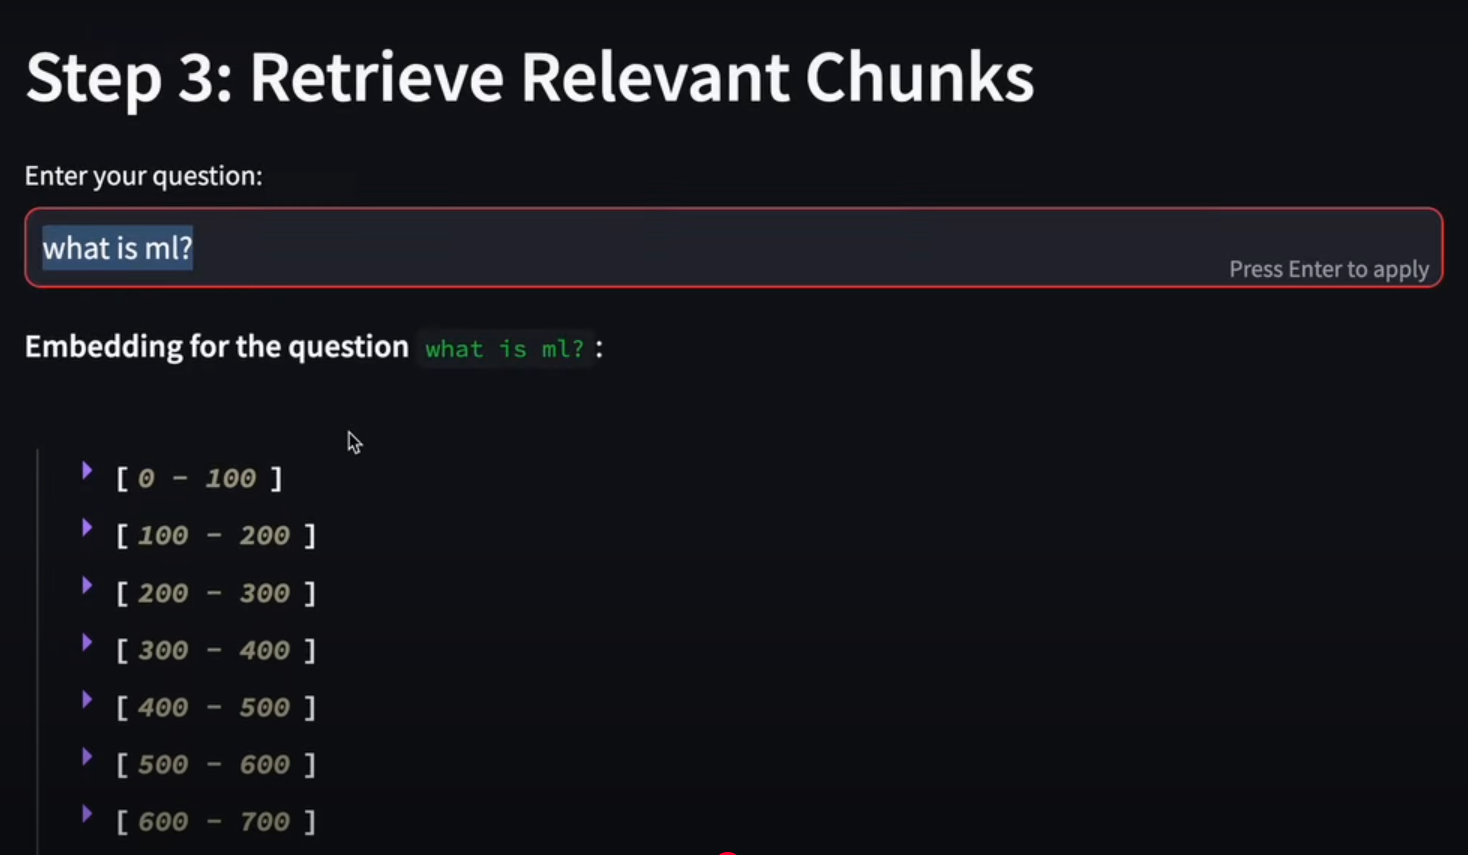 Step 3: Retrieve Relevant Chunks
Enter your question:
what is ml?
Press Enter to apply
Embedding for the question what is ml? :
[ 0 - 100 ]
[ 100 - 200 ]
[ 200 - 300 ]
[ 300 - 400 ]
[ 400 - 500 ]
[ 500 - 600 ]
[ 600 - 700 ]